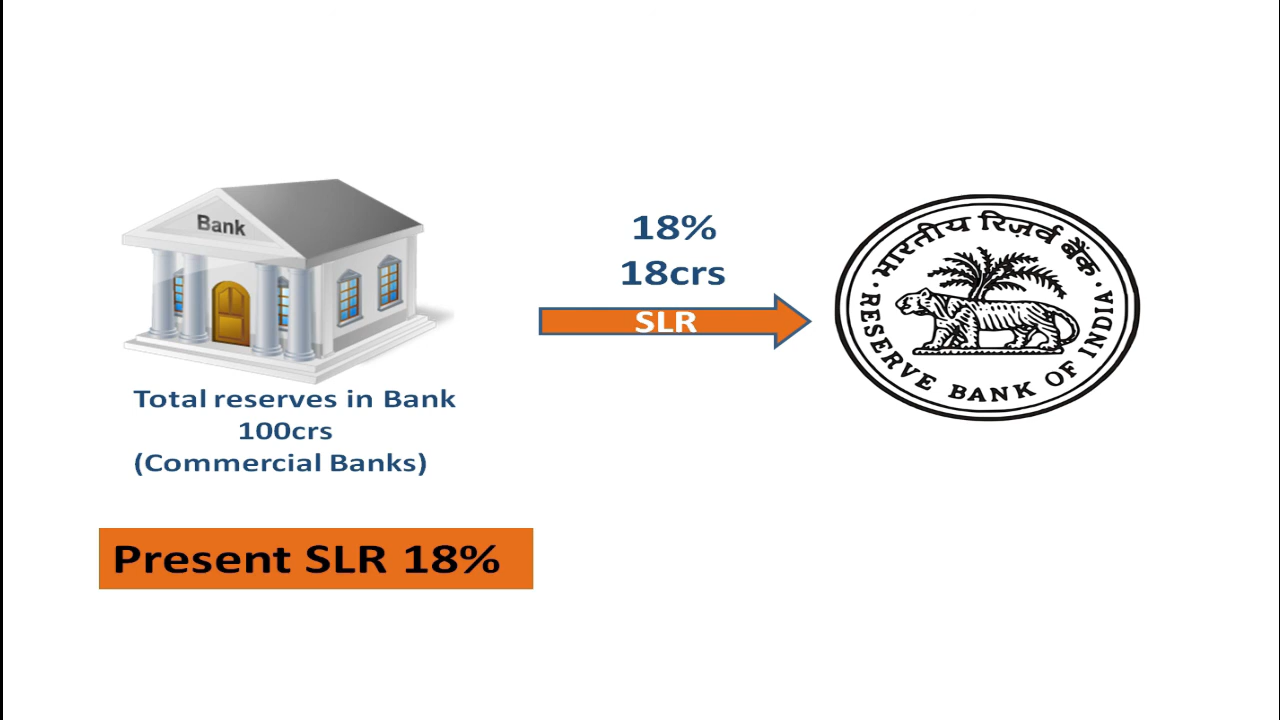 Bank
18%
18crs
SLR
भारतीय रिज़र्व बैंक
RESERVE BANK OF INDIA
Total reserves in Bank
100crs
(Commercial Banks)
Present SLR 18%